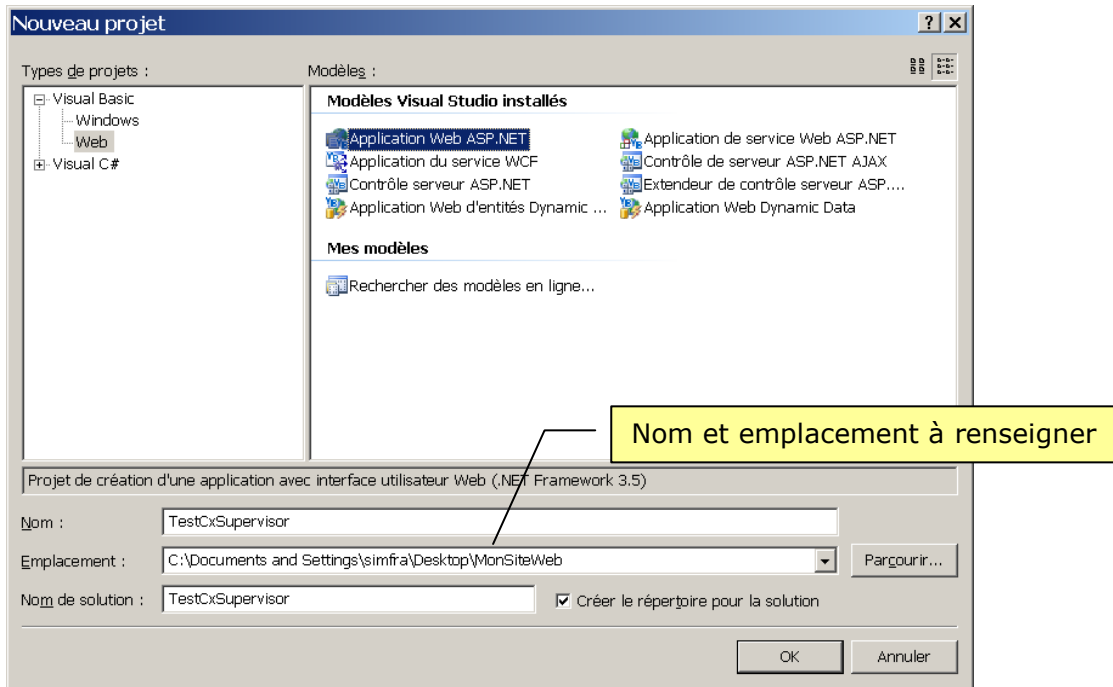 Nouveau projet
Types de projets :
Modèles :
Visual Basic
Windows
Web
Visual C#
Modèles Visual Studio installés
Application Web ASP.NET
Application de service Web ASP.NET
Application du service WCF
Contrôle de serveur ASP.NET AJAX
Contrôle serveur ASP.NET
Extendeur de contrôle serveur ASP....
Application Web d'entités Dynamic ...
Application Web Dynamic Data
Mes modèles
Rechercher des modèles en ligne...
Nom et emplacement à renseigner
Projet de création d'une application avec interface utilisateur Web (.NET Framework 3.5)
Nom :
TestCxSupervisor
Emplacement :
C:\Documents and Settings\simfra\Desktop\MonSiteWeb
Parcourir...
Nom de solution :
TestCxSupervisor
Créer le répertoire pour la solution
OK
Annuler